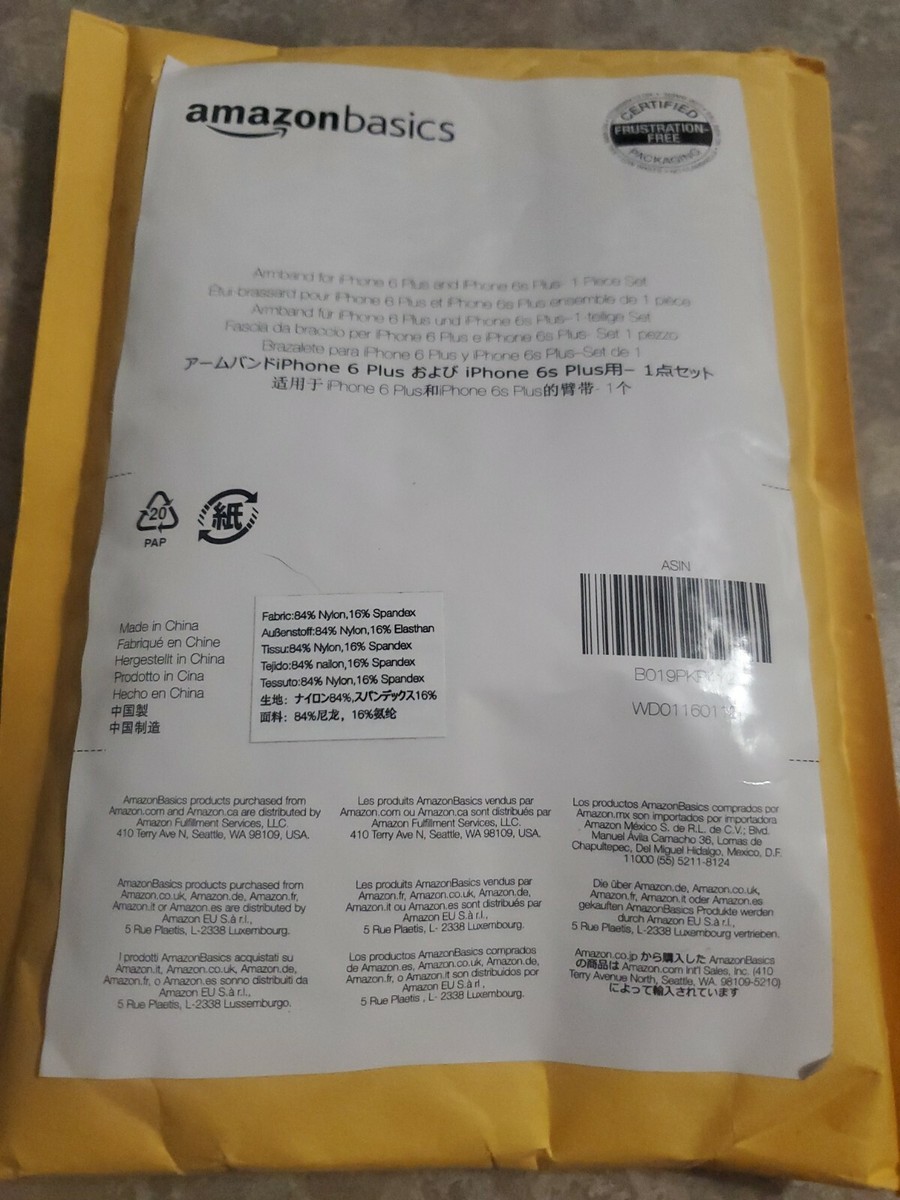 amazonbasics
CERTIFIED
FRUSTRATION-
FREE
PACKAGING
Armband for iPhone 6 Plus and iPhone 6s Plus- 1 Piece Set
Étui-brassard pour iPhone 6 Plus et iPhone 6s Plus ensemble de 1 pièce
Armband für iPhone 6 Plus und iPhone 6s Plus–1-teilige Set
Fascia da braccio per iPhone 6 Plus e iPhone 6s Plus- Set 1 pezzo
Brazalete para iPhone 6 Plus y iPhone 6s Plus–Set de 1
アームバンドiPhone 6 Plus および iPhone 6s Plus用– 1点セット
适用于 iPhone 6 Plus和iPhone 6s Plus的臂带- 1个
20
PAP
紙
ASIN
B019PK
WD011601
Made in China
Fabriqué en Chine
Hergestellt in China
Prodotto in Cina
Hecho en China
中国製
中国制造
Fabric:84% Nylon,16% Spandex
Außenstoff:84% Nylon,16% Elasthan
Tissu:84% Nylon,16% Spandex
Tejido:84% nailon,16% Spandex
Tessuto:84% Nylon,16% Spandex
生地: ナイロン84%,スパンデックス16%
面料: 84%尼龙，16%氨纶
AmazonBasics products purchased from
Amazon.com and Amazon.ca are distributed by
Amazon Fulfillment Services, LLC.
410 Terry Ave N, Seattle, WA 98109, USA.
Les produits AmazonBasics vendus par
Amazon.com ou Amazon.ca sont distribués par
Amazon Fulfillment Services, LLC.
410 Terry Ave N, Seattle, WA 98109, USA.
Los productos AmazonBasics comprados por
Amazon.mx son importados por importadora
Amazon México S. de R.L. de C.V.; Blvd.
Manuel Ávila Camacho 36, Lomas de
Chapultepec, Del Miguel Hidalgo, Mexico, D.F.
11000 (55) 5211-8124
AmazonBasics products purchased from
Amazon.co.uk, Amazon.de, Amazon.fr,
Amazon.it or Amazon.es are distributed by
Amazon EU S.à r.l.,
5 Rue Plaetis, L-2338 Luxembourg.
Les produits AmazonBasics vendus par
Amazon.fr, Amazon.co.uk, Amazon.de,
Amazon.it ou Amazon.es sont distribués par
Amazon EU S.à r.l.,
5 Rue Plaetis, L- 2338 Luxembourg.
Die über Amazon.de, Amazon.co.uk,
Amazon.fr, Amazon.it oder Amazon.es
gekauften AmazonBasics Produkte werden
durch Amazon EU S.à r.l.,
5 Rue Plaetis, L-2338 Luxembourg vertrieben.
I prodotti AmazonBasics acquistati su
Amazon.it, Amazon.co.uk, Amazon.de,
Amazon.fr, o Amazon.es sonno distribuiti da
Amazon EU S.à r.l.,
5 Rue Plaetis, L-2338 Lussemburgo.
Los productos AmazonBasics comprados
de Amazon.es, Amazon.co.uk, Amazon.de,
Amazon.fr, o Amazon.it son distribuidos por
Amazon EU S.à rl ,
5 Rue Plaetis , L- 2338 Luxemburg.
Amazon.co.jp から購入した AmazonBasics
の商品は Amazon.com Int'l Sales, Inc. (410
Terry Avenue North, Seattle, WA. 98109-5210)
によって輸入されています